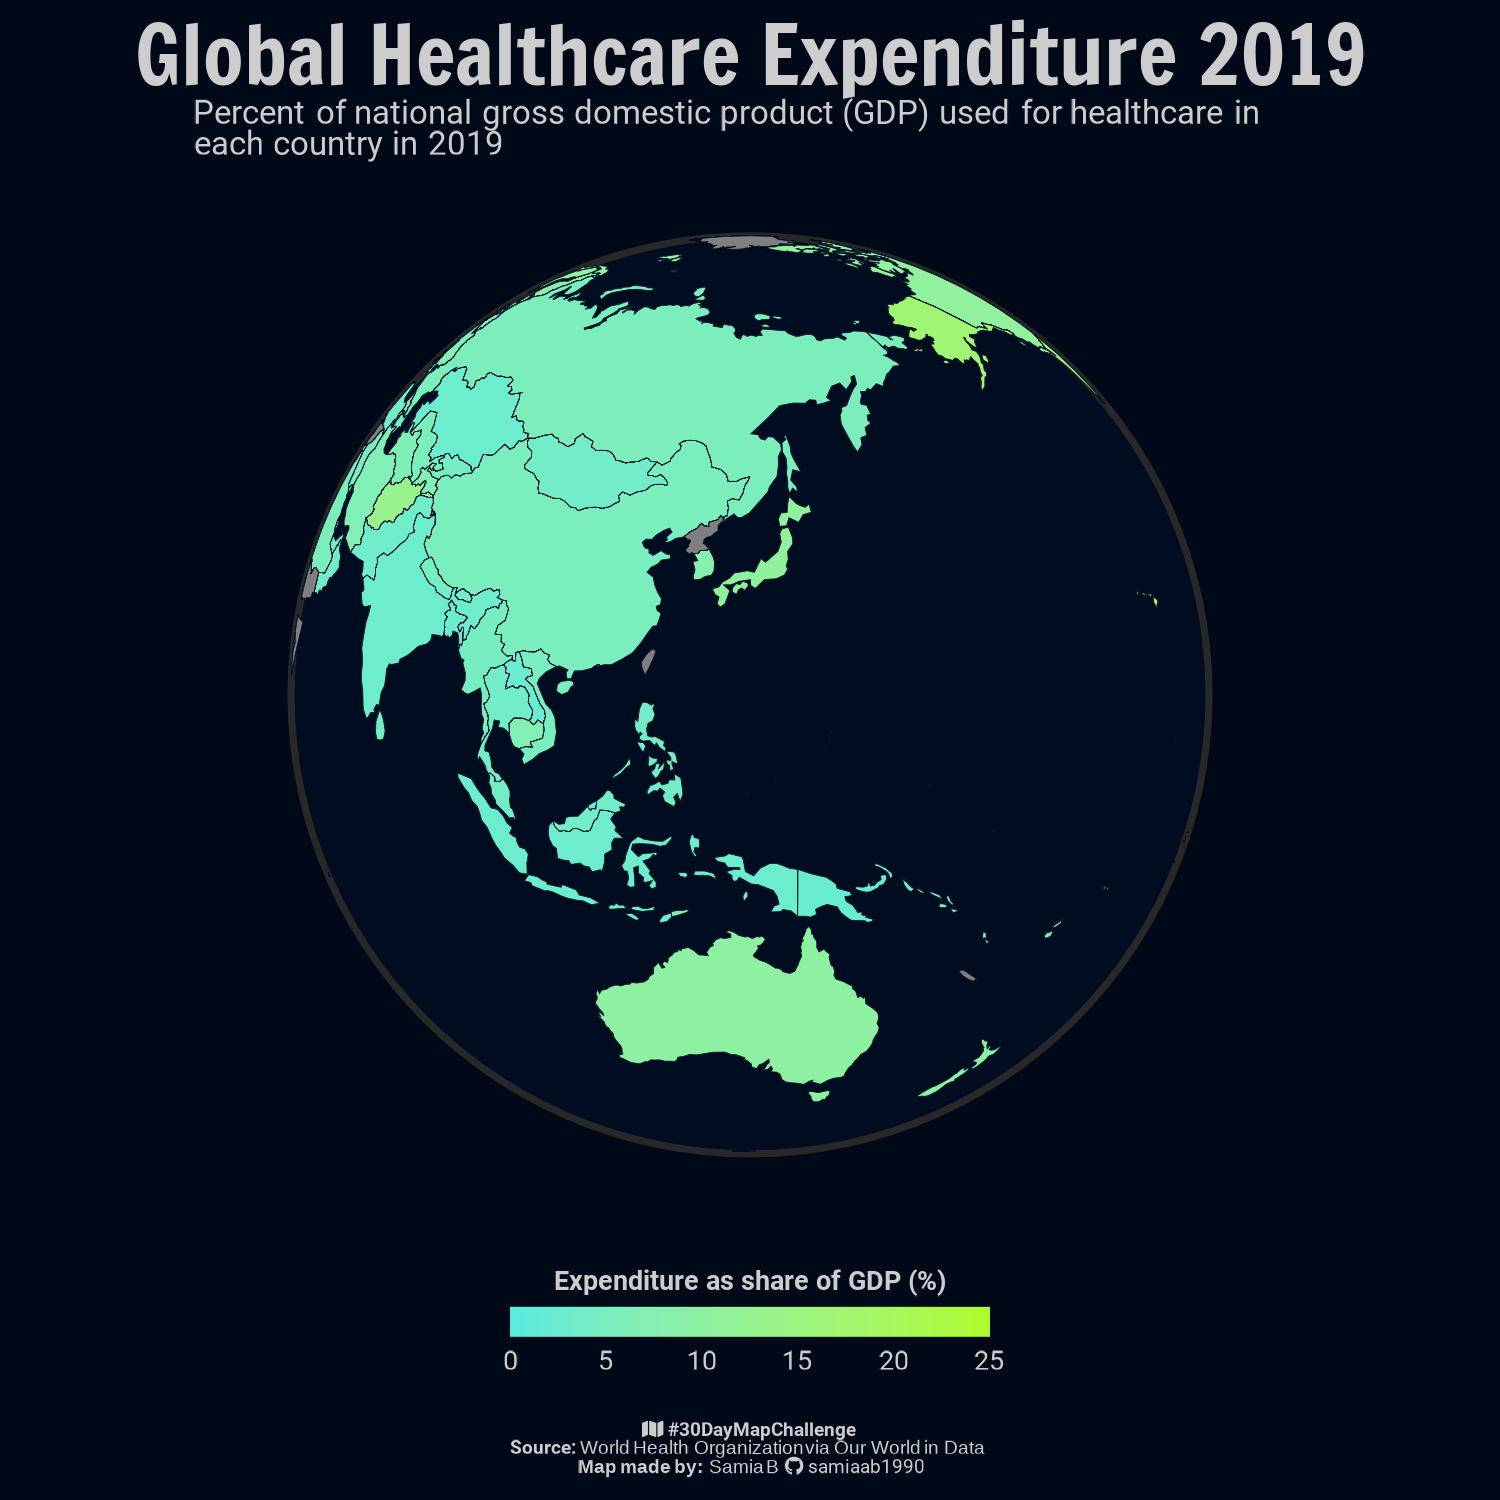 Global Healthcare Expenditure 2019
Percent of national gross domestic product (GDP) used for healthcare in
each country in 2019
Expenditure as share of GDP (%)
0 5 10 15 20 25
#30DayMapChallenge
Source: World Health Organization via Our World in Data
Map made by: Samia B samiaab1990